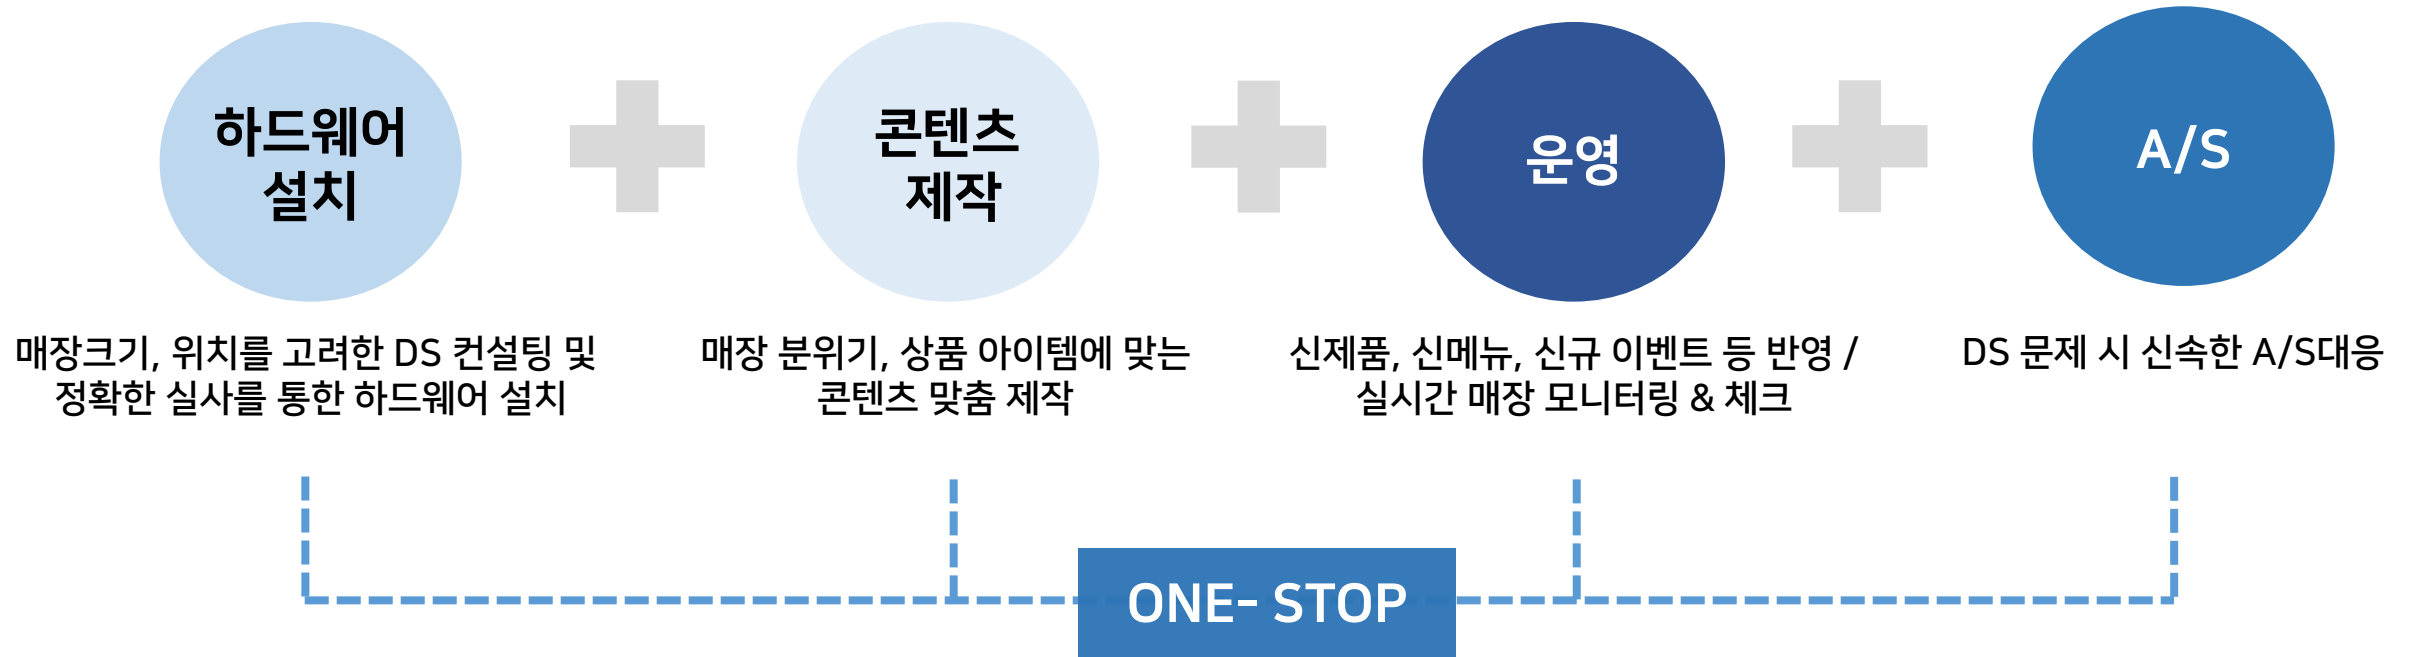 하드웨어
설치
콘텐츠
제작
운영
A/S
매장크기, 위치를 고려한 DS 컨설팅 및
정확한 실사를 통한 하드웨어 설치
매장 분위기, 상품 아이템에 맞는
콘텐츠 맞춤 제작
신제품, 신메뉴, 신규 이벤트 등 반영 /
실시간 매장 모니터링 & 체크
DS 문제 시 신속한 A/S대응
ONE- STOP